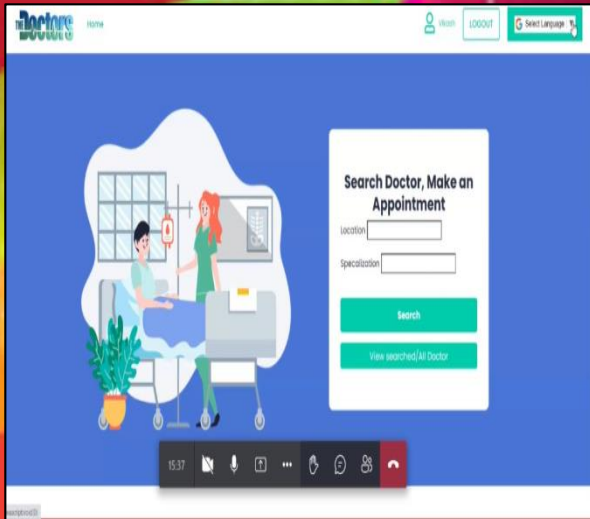 THE Doctors
Home
Vikash
LOGOUT
G Select Language
Search Doctor, Make an
Appointment
Location
Specalization
Search
View searched/All Doctor
15:37